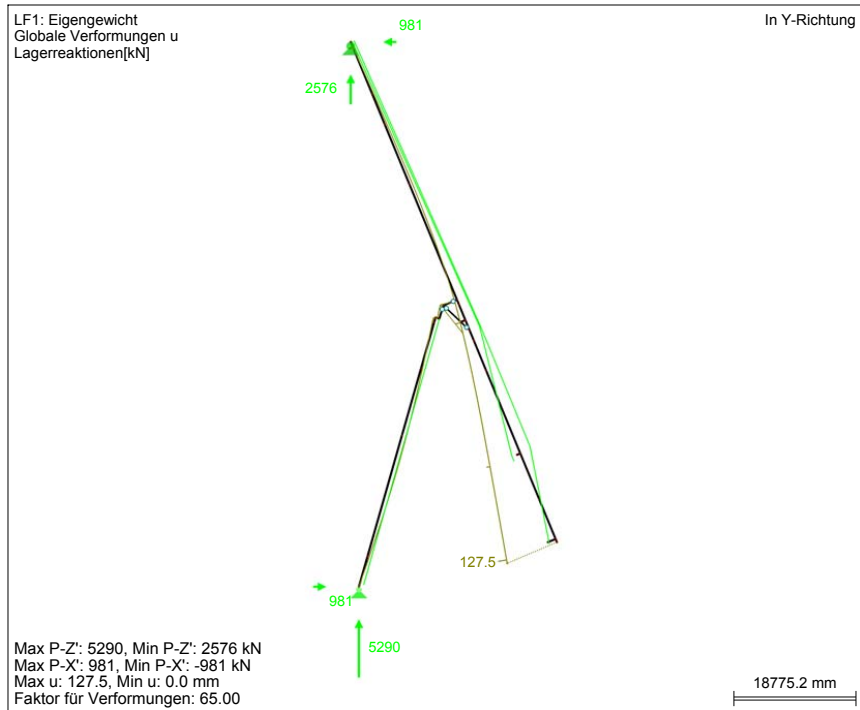 LF1: Eigengewicht
Globale Verformungen u
Lagerreaktionen[kN]
In Y-Richtung
981
2576
127.5
981
5290
Max P-Z': 5290, Min P-Z': 2576 kN
Max P-X': 981, Min P-X': -981 kN
Max u: 127.5, Min u: 0.0 mm
Faktor für Verformungen: 65.00
18775.2 mm